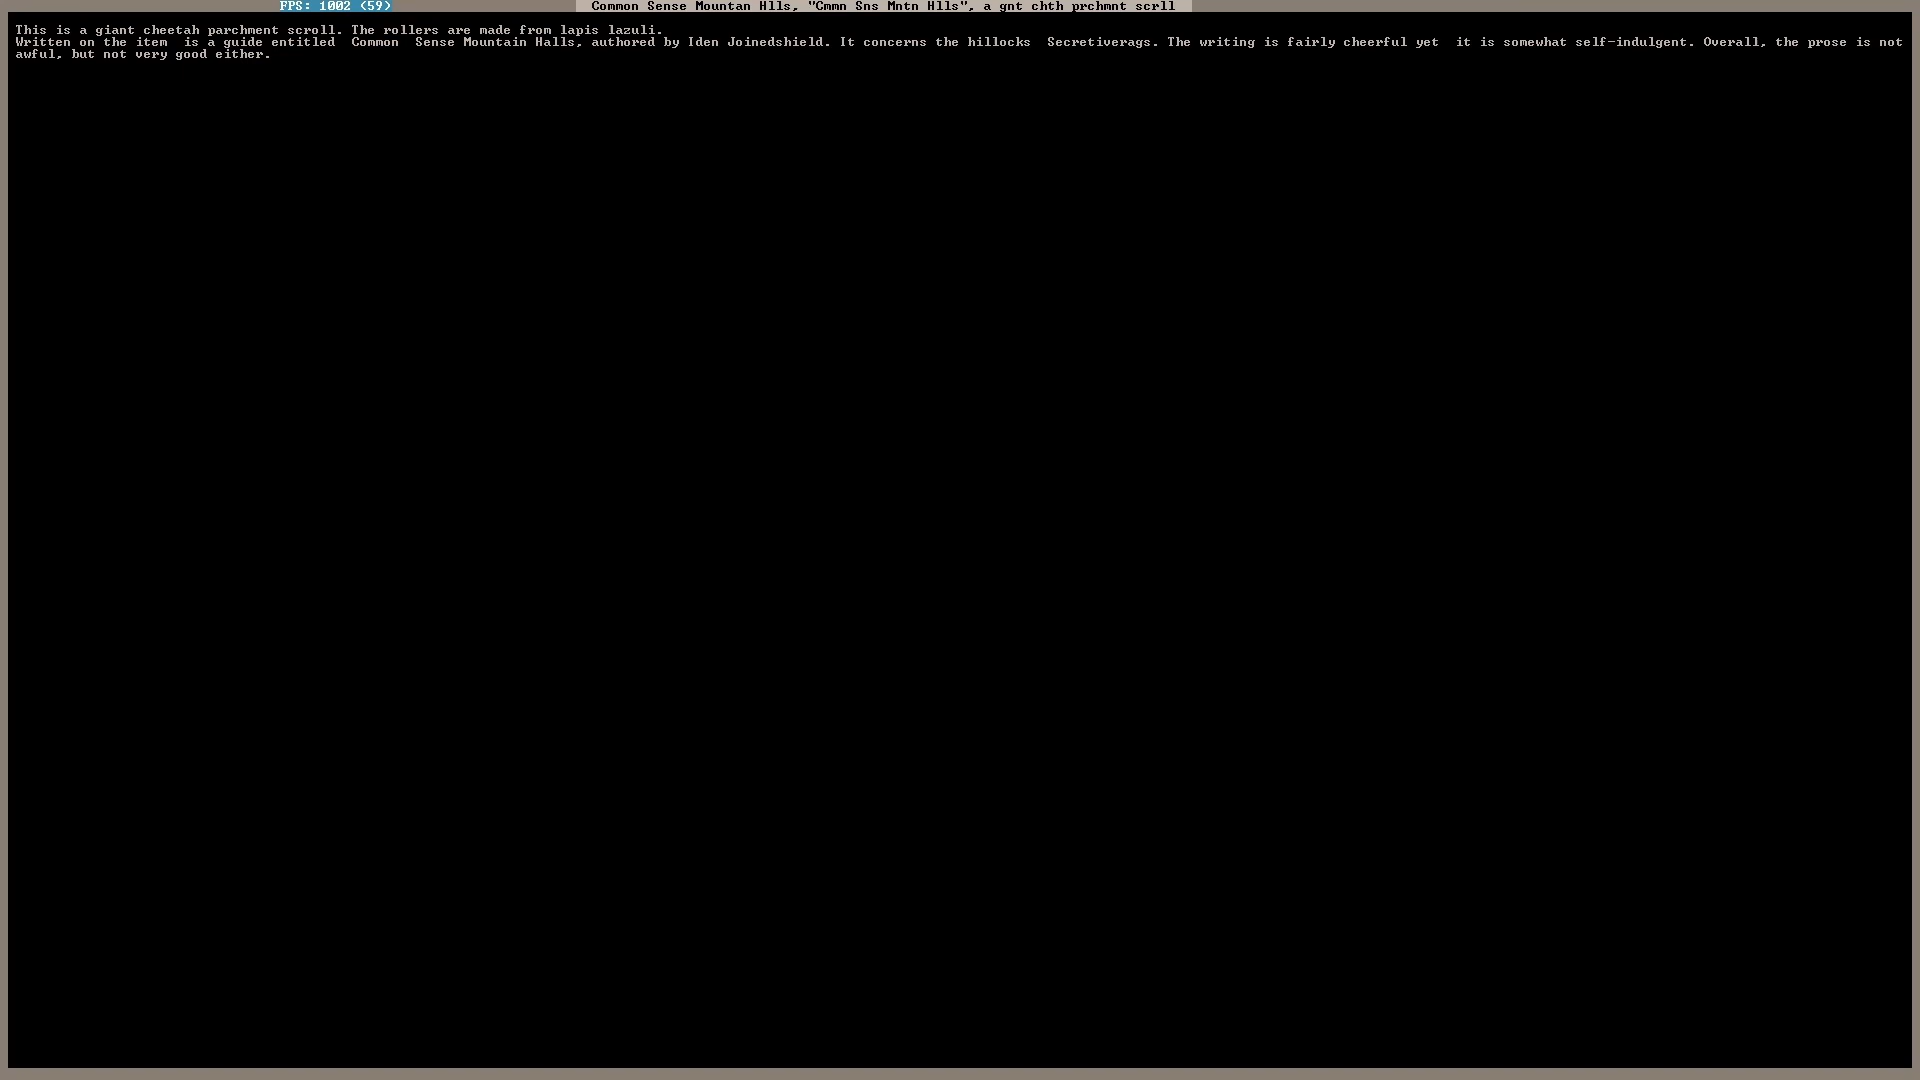 FPS: 1002 (59)
Common Sense Mountan Hlls, "Cmmn Sns Mntn Hlls", a gnt chth prchmnt scrll
This is a giant cheetah parchment scroll. The rollers are made from lapis lazuli.
Written on the item  is a guide entitled  Common  Sense Mountain Halls, authored by Iden Joinedshield. It concerns the hillocks  Secretiverags. The writing is fairly cheerful yet  it is somewhat self-indulgent. Overall, the prose is not
awful, but not very good either.